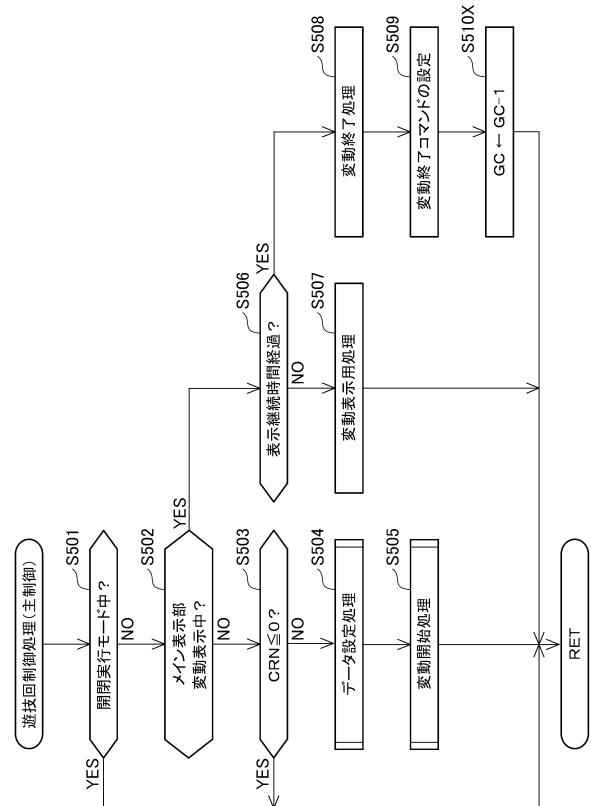 遊技回制御処理(主制御)
S501
開閉実行モード中?
YES
NO
S502
メイン表示部
変動表示中?
YES
NO
S503
CRN≦0?
YES
NO
S504
データ設定処理
S505
変動開始処理
RET
S506
表示継続時間経過?
YES
NO
S507
変動表示用処理
S508
変動終了処理
S509
変動終了コマンドの設定
S510X
GC ← GC-1